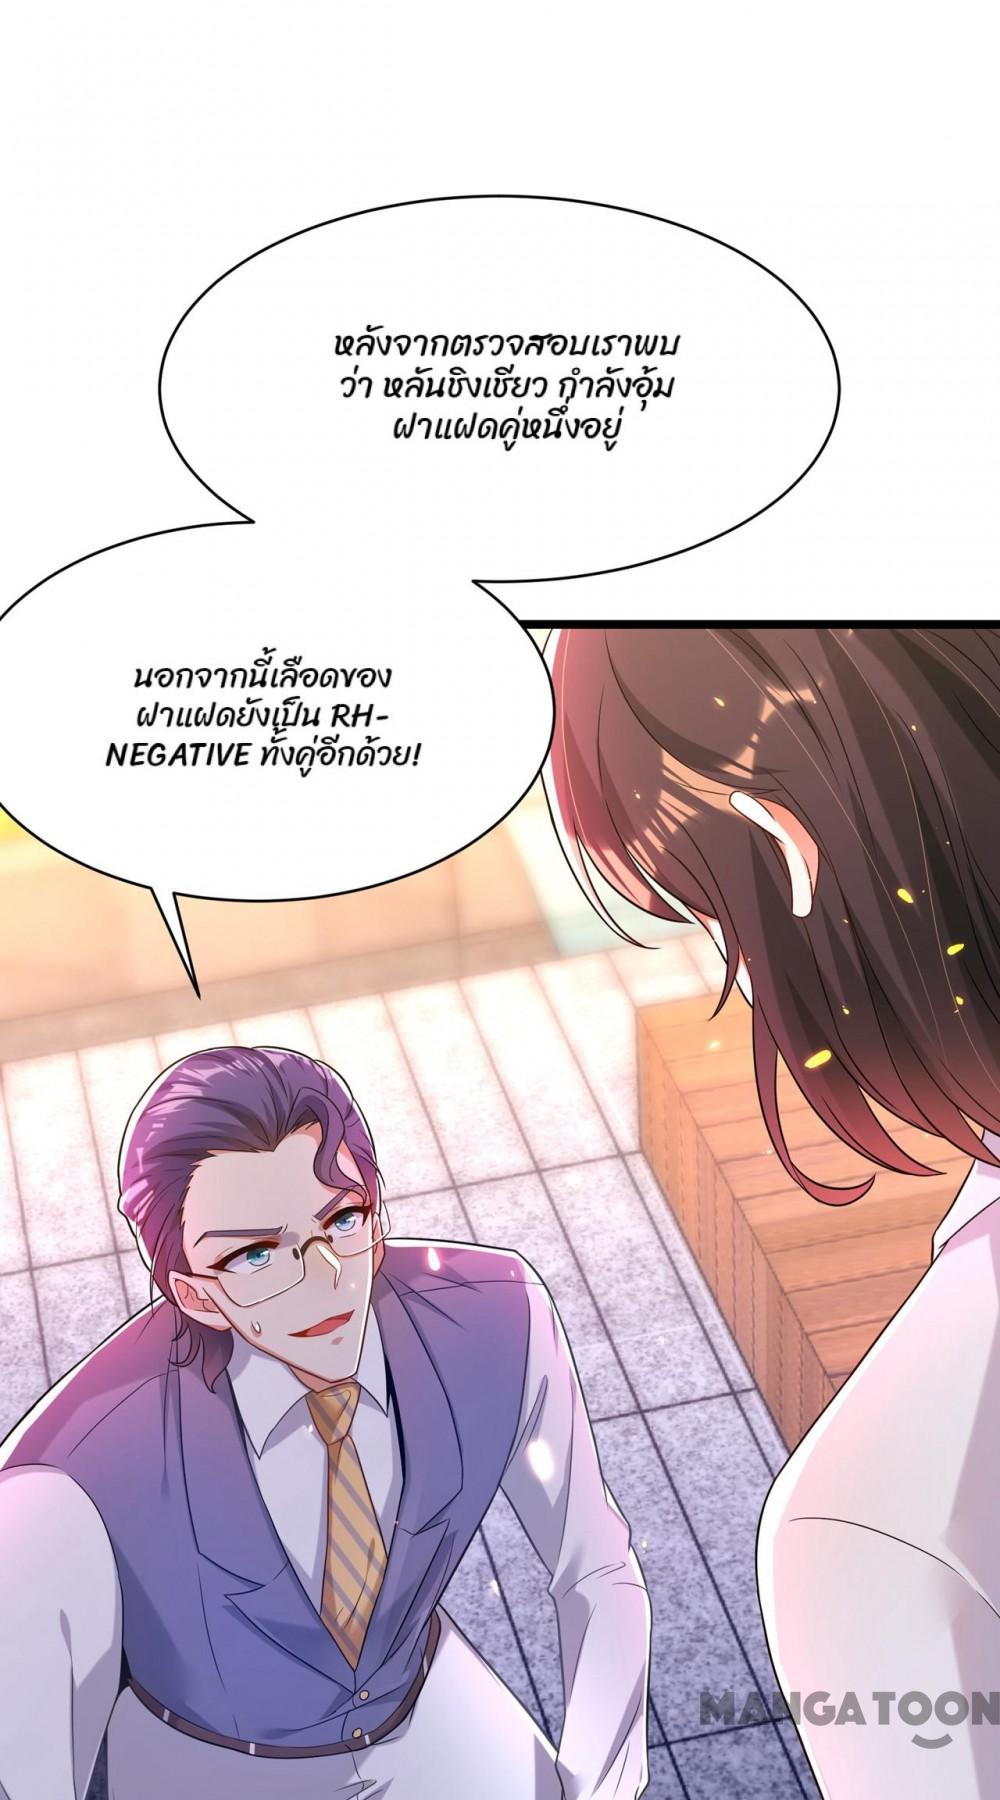 หลังจากตรวจสอบเราพบ
ว่า หลันชิงเชียว กำลังอุ้ม
ฝาแฝดคู่หนึ่งอยู่
นอกจากนี้เลือดของ
ฝาแฝดยังเป็น RH-
NEGATIVE ทั้งคู่อีกด้วย!
MANGATOON